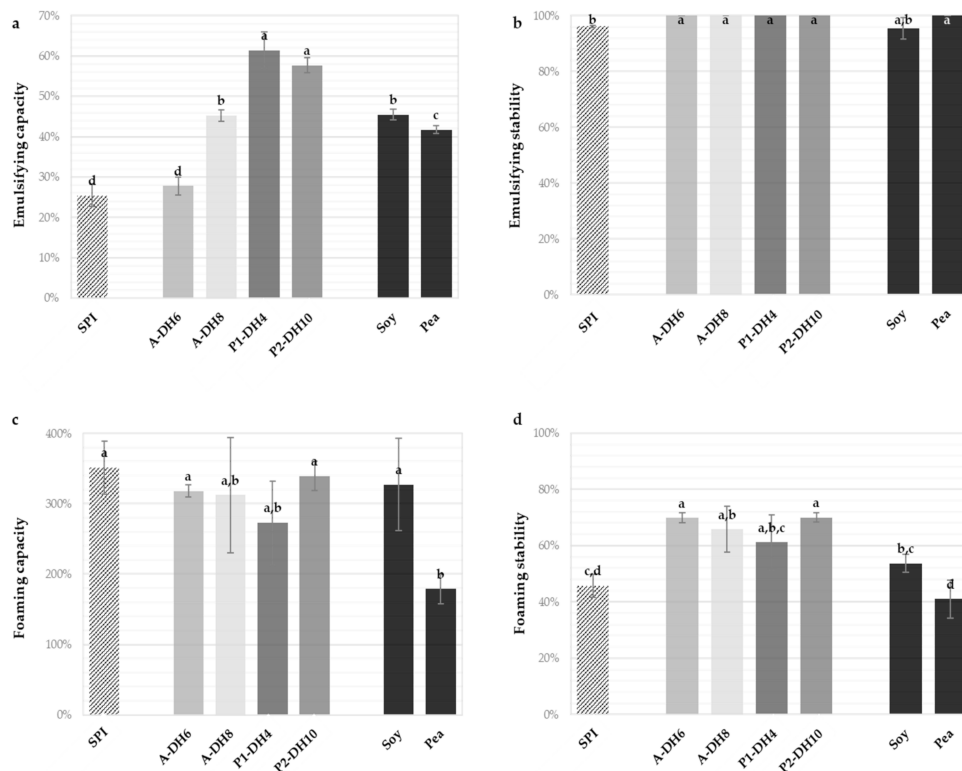 a
Emulsifying capacity
70%
60%
50%
40%
30%
20%
10%
0%
d
d
b
a
a
b
c
SPI
A-DH6
A-DH8
P1-DH4
P2-DH10
Soy
Pea
b
Emulsifying stability
100%
80%
60%
40%
20%
0%
b
a
a
a
a
a,b
a
SPI
A-DH6
A-DH8
P1-DH4
P2-DH10
Soy
Pea
c
Foaming capacity
400%
300%
200%
100%
0%
a
a
a,b
a,b
a
a
b
SPI
A-DH6
A-DH8
P1-DH4
P2-DH10
Soy
Pea
d
Foaming stability
100%
80%
60%
40%
20%
0%
c,d
a
a,b
a,b,c
a
b,c
d
SPI
A-DH6
A-DH8
P1-DH4
P2-DH10
Soy
Pea